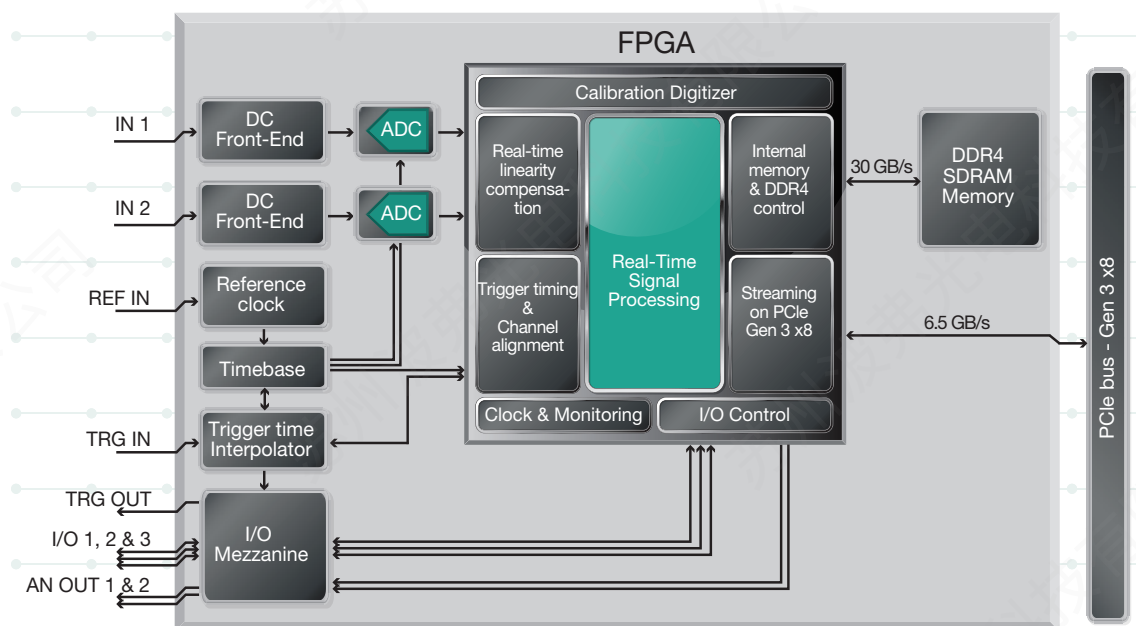 FPGA
Calibration Digitizer
IN 1
DC
Front-End
ADC
Real-time
linearity
compensa-
tion
Internal
memory
& DDR4
control
30 GB/s
DDR4
SDRAM
Memory
IN 2
DC
Front-End
ADC
Real-Time
Signal
Processing
REF IN
Reference
clock
Trigger timing
&
Channel
alignment
Streaming
on PCIe
Gen 3 x8
6.5 GB/s
PCIe bus - Gen 3 x8
Timebase
Clock & Monitoring
I/O Control
TRG IN
Trigger time
Interpolator
TRG OUT
I/O 1, 2 & 3
I/O
Mezzanine
AN OUT 1 & 2